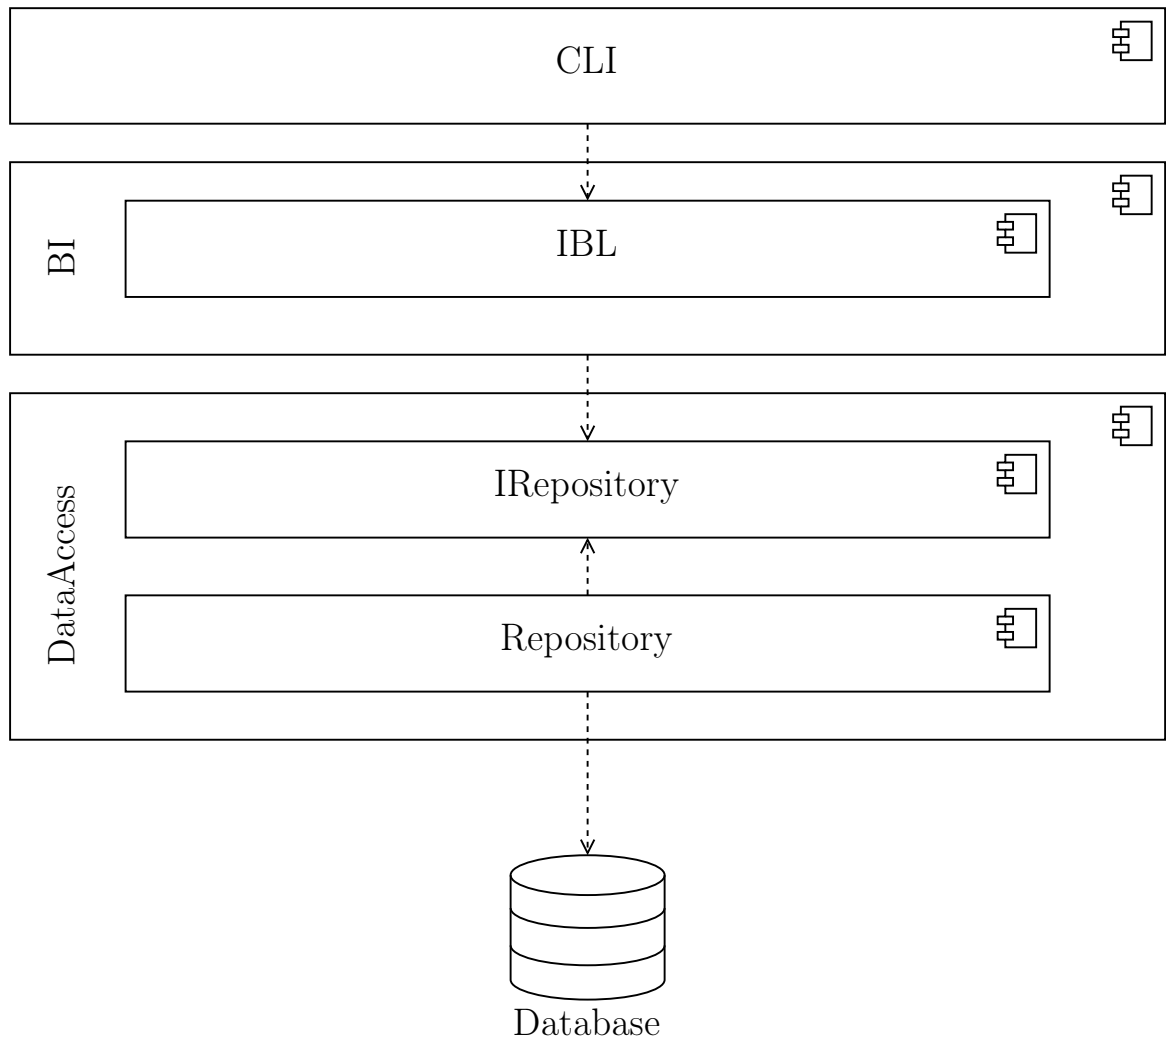 CLI
BI
IBL
DataAccess
IRepository
Repository
Database